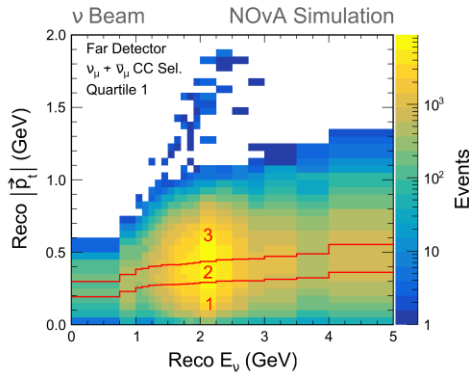 ν Beam NOvA Simulation
Far Detector
ν_μ + ν̄_μ CC Sel.
Quartile 1
Reco |p⃗_t| (GeV)
2.0
1.5
1.0
0.5
0.0
3
2
1
0 1 2 3 4 5
Reco E_ν (GeV)
10³
10²
10
1
Events